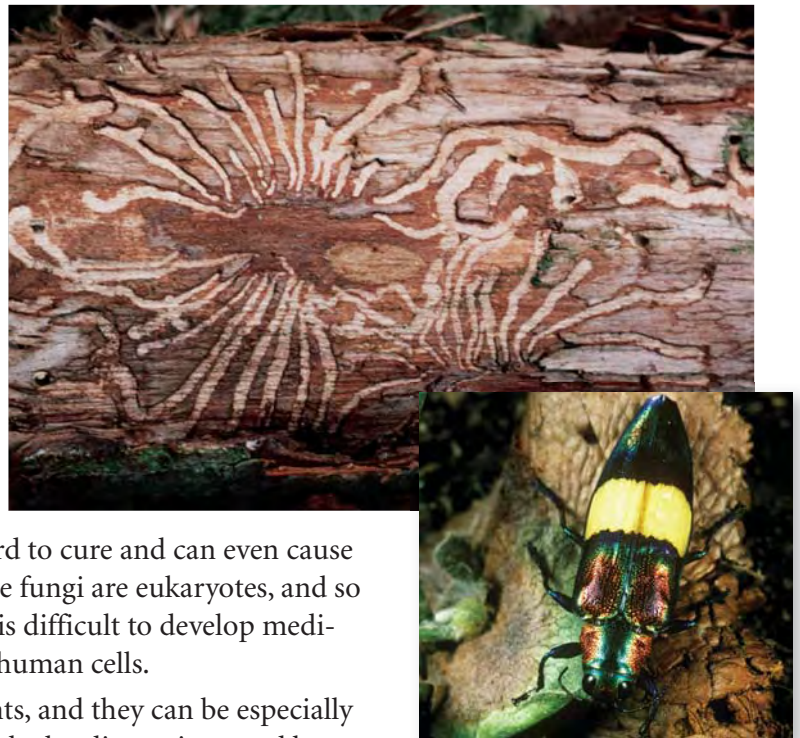 rd to cure and can even cause
e fungi are eukaryotes, and so
is difficult to develop medi-
human cells.
nts, and they can be especially